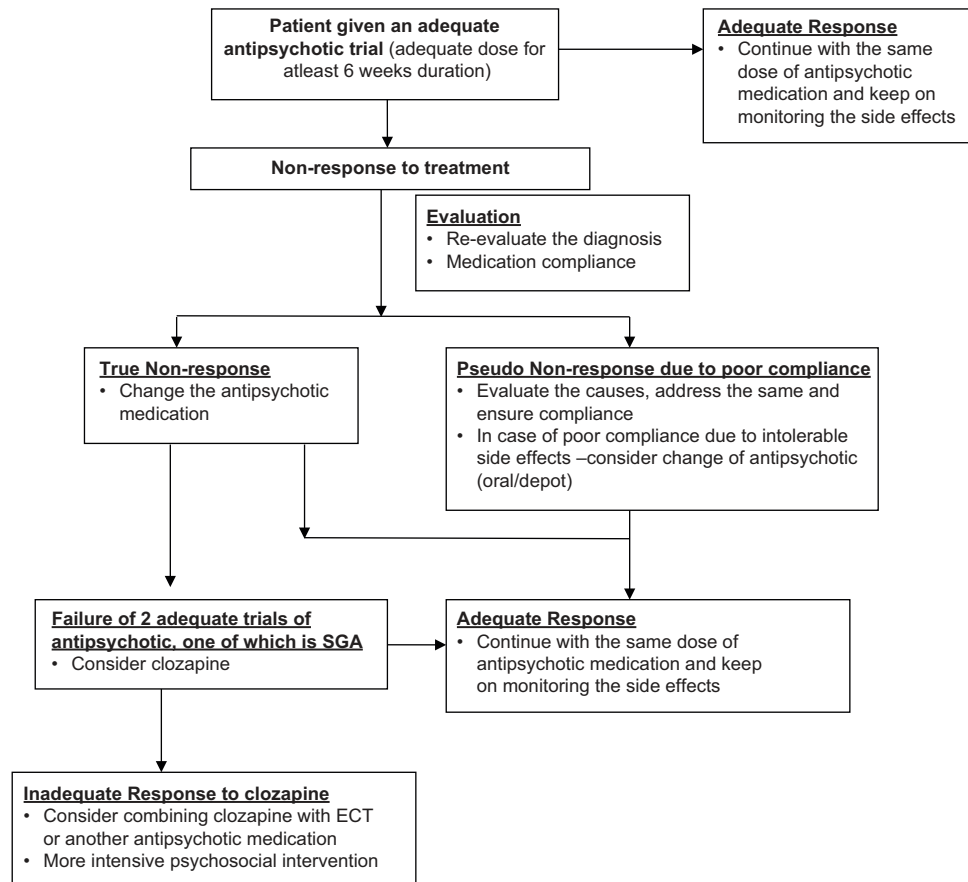 Patient given an adequate
antipsychotic trial (adequate dose for
atleast 6 weeks duration)
Adequate Response
• Continue with the same
dose of antipsychotic
medication and keep on
monitoring the side effects
Non-response to treatment
Evaluation
• Re-evaluate the diagnosis
• Medication compliance
True Non-response
• Change the antipsychotic
medication
Pseudo Non-response due to poor compliance
• Evaluate the causes, address the same and
ensure compliance
• In case of poor compliance due to intolerable
side effects –consider change of antipsychotic
(oral/depot)
Failure of 2 adequate trials of
antipsychotic, one of which is SGA
• Consider clozapine
Adequate Response
• Continue with the same dose of
antipsychotic medication and keep
on monitoring the side effects
Inadequate Response to clozapine
• Consider combining clozapine with ECT
or another antipsychotic medication
• More intensive psychosocial intervention